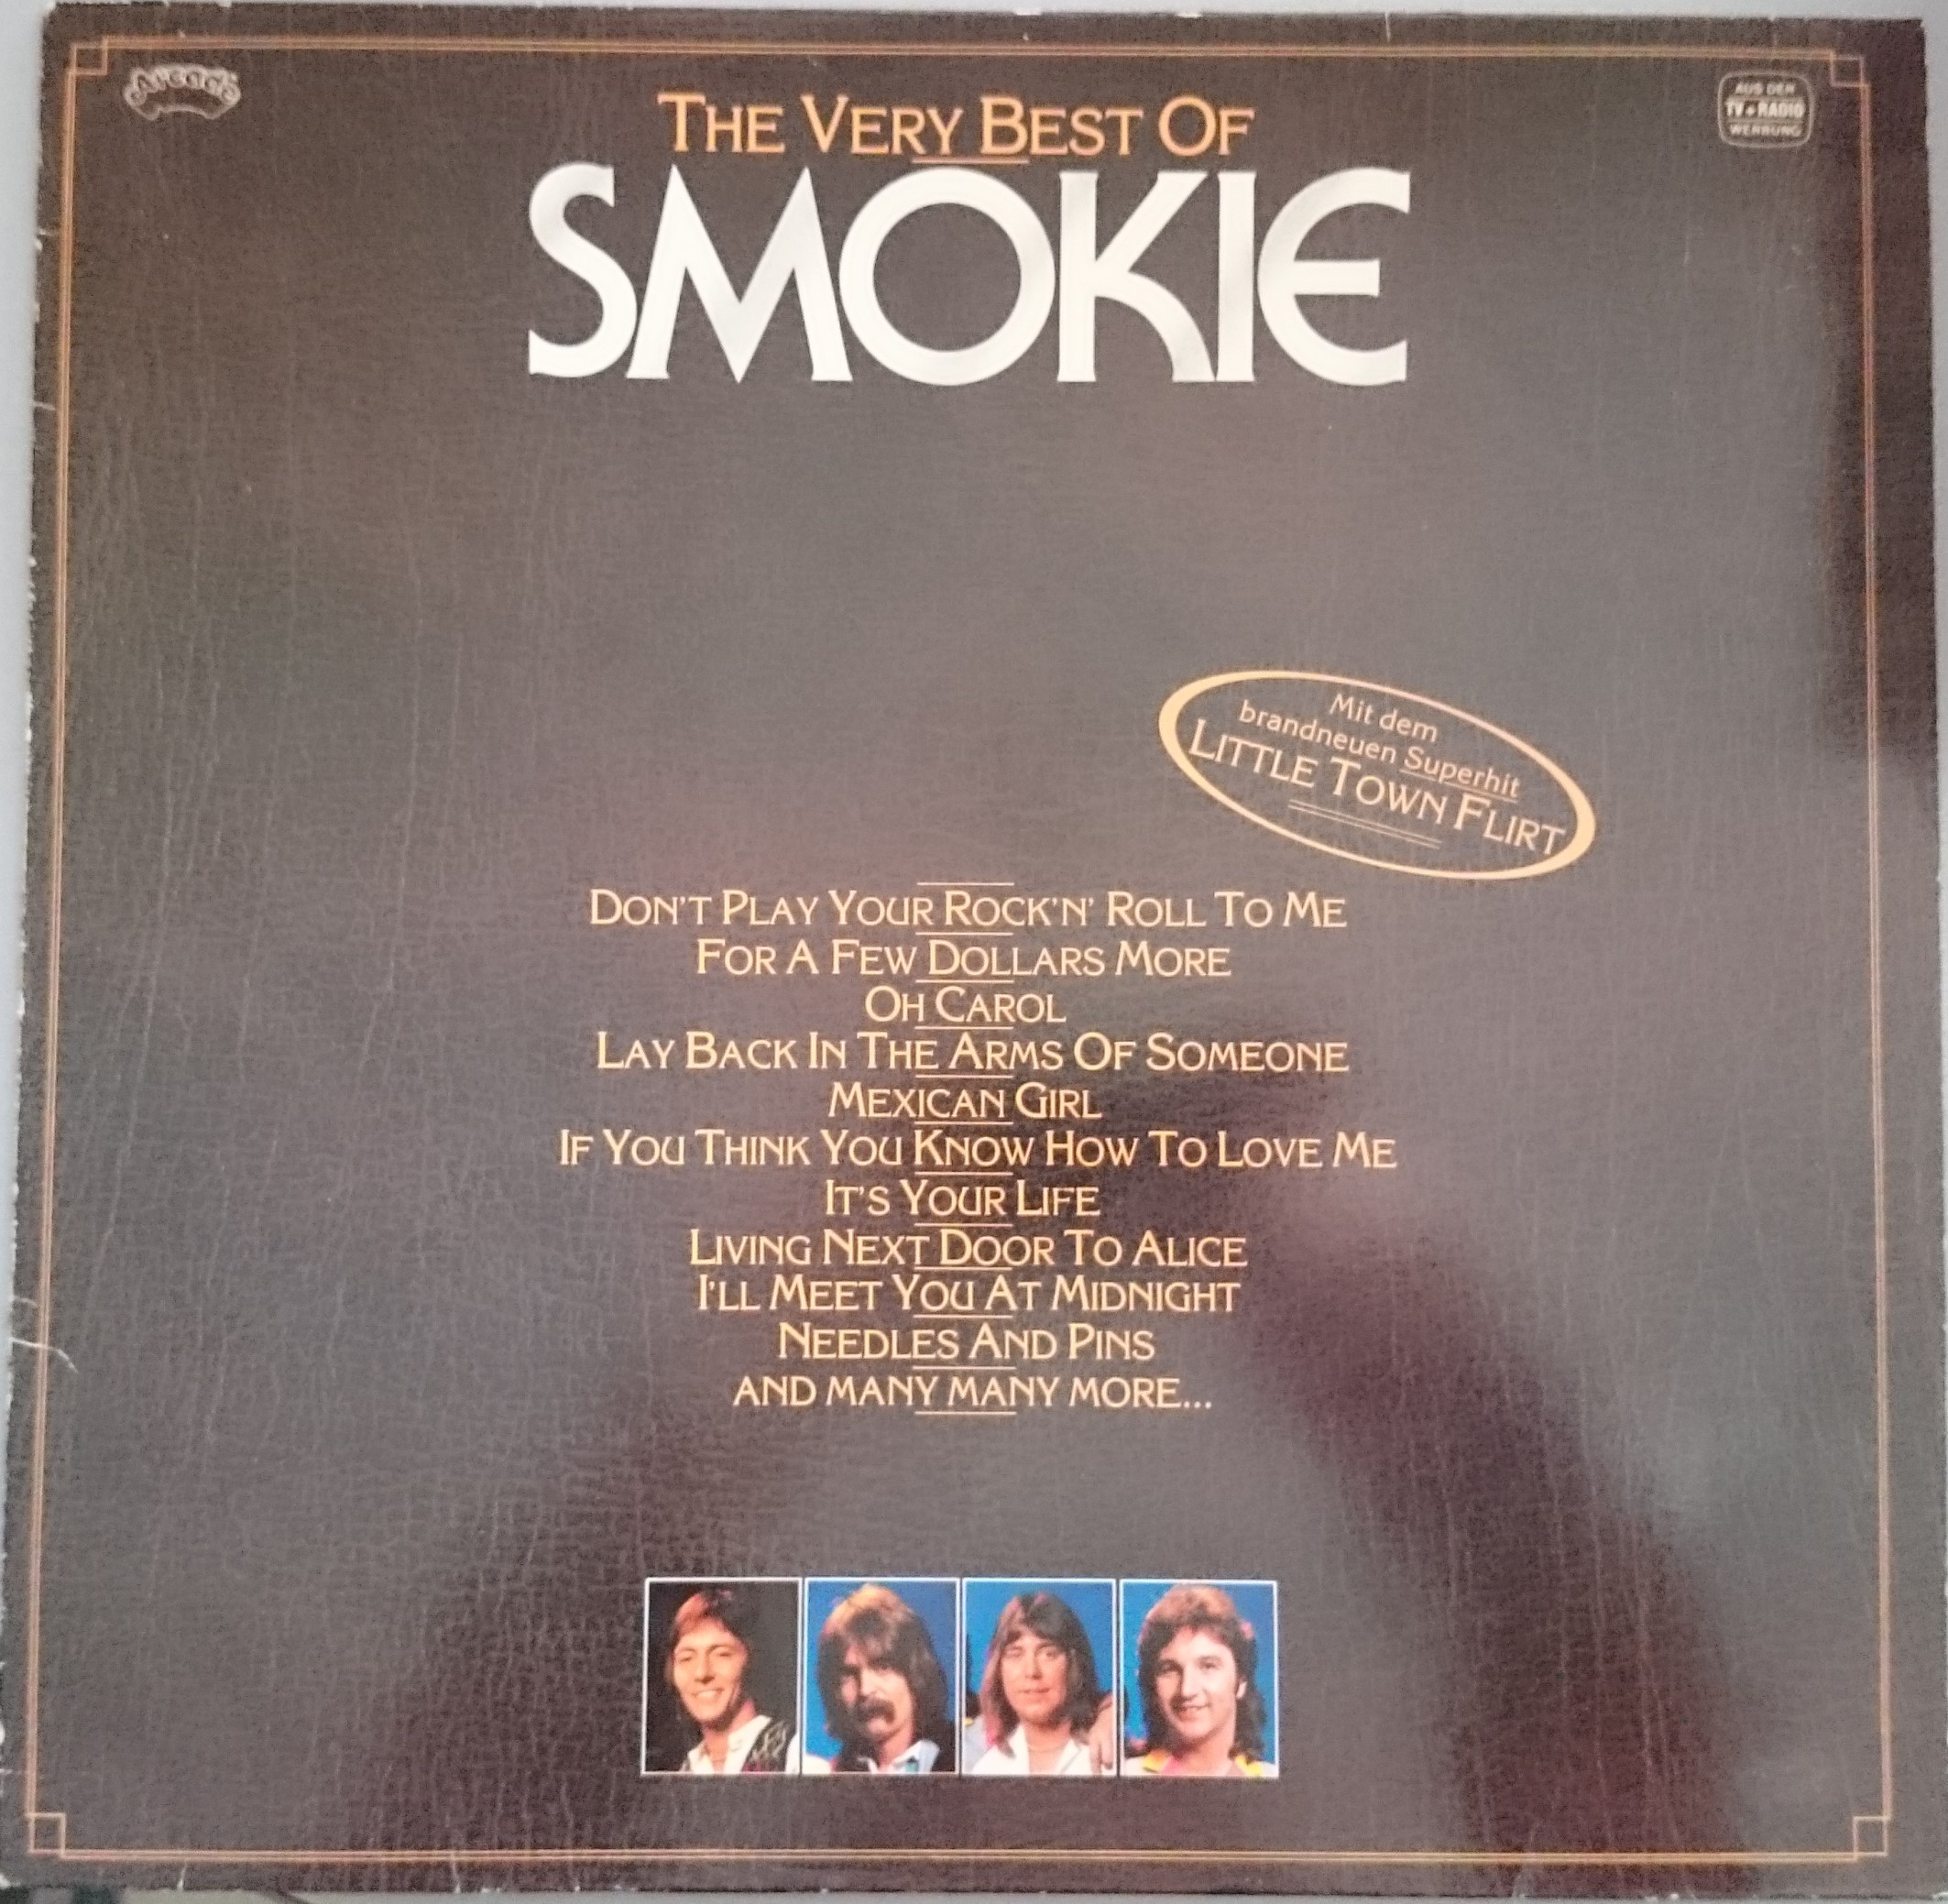 Arcade
AUS DER
TV + RADIO
WERBUNG
THE VERY BEST OF
SMOKIE
Mit dem
brandneuen Superhit
LITTLE TOWN FLIRT
DON'T PLAY YOUR ROCK'N' ROLL TO ME
FOR A FEW DOLLARS MORE
OH CAROL
LAY BACK IN THE ARMS OF SOMEONE
MEXICAN GIRL
IF YOU THINK YOU KNOW HOW TO LOVE ME
IT'S YOUR LIFE
LIVING NEXT DOOR TO ALICE
I'LL MEET YOU AT MIDNIGHT
NEEDLES AND PINS
AND MANY MANY MORE...